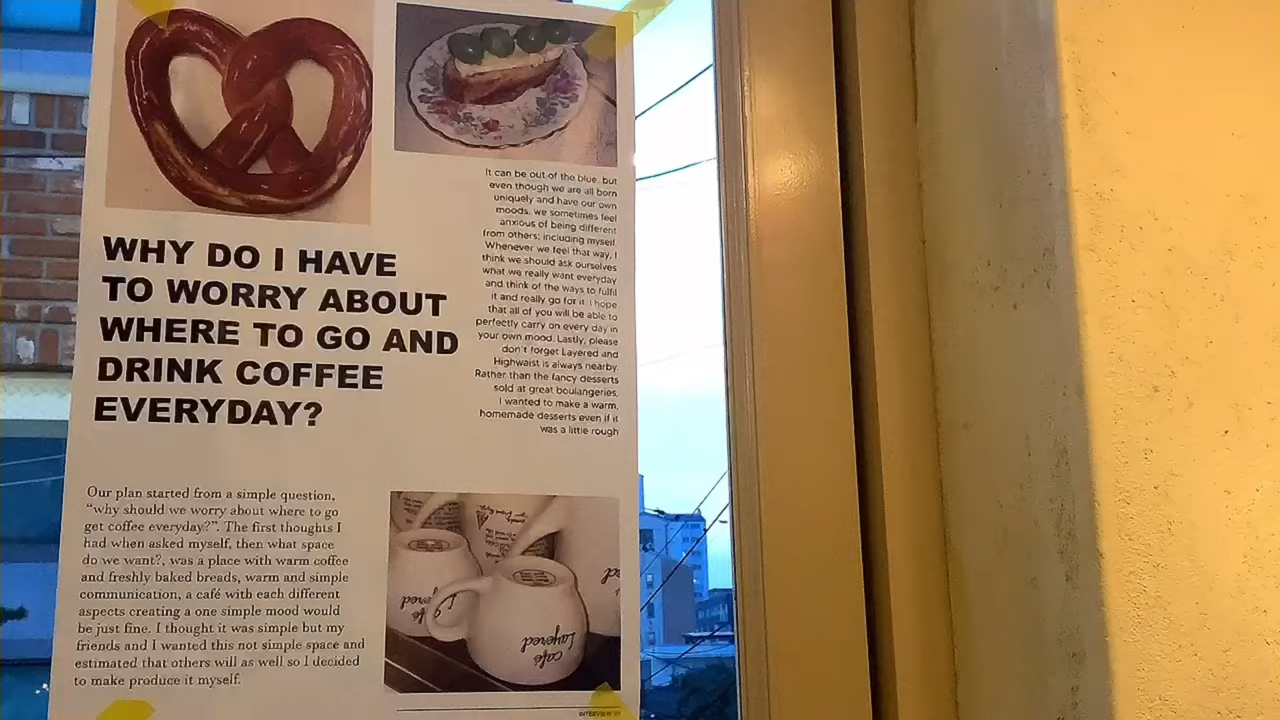 WHY DO I HAVE
TO WORRY ABOUT
WHERE TO GO AND
DRINK COFFEE
EVERYDAY?
It can be out of the blue, but
even though we are all born
uniquely and have our own
moods, we sometimes feel
anxious of being different
from others; including myself.
Whenever we feel that way, I
think we should ask ourselves
what we really want everyday
and think of the ways to fulfil
it and really go for it. I hope
that all of you will be able to
perfectly carry on every day in
your own mood. Lastly, please
don't forget Layered and
Highwaist is always nearby.
Rather than the fancy desserts
sold at great boulangeries,
I wanted to make a warm,
homemade desserts even if it
was a little rough
Our plan started from a simple question,
“why should we worry about where to go
get coffee everyday?”. The first thoughts I
had when asked myself, then what space
do we want?, was a place with warm coffee
and freshly baked breads, warm and simple
communication, a café with each different
aspects creating a one simple mood would
be just fine. I thought it was simple but my
friends and I wanted this not simple space and
estimated that others will as well so I decided
to make produce it myself.
café
Layered
INTERVIEW